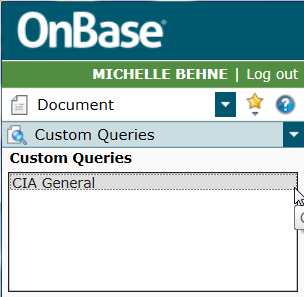 OnBase®
MICHELLE BEHNE | Log out
Document
Custom Queries
Custom Queries
CIA General